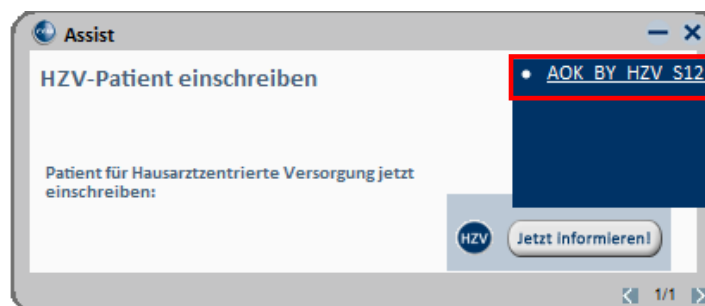 Assist
HZV-Patient einschreiben
AOK_BY_HZV_S12
Patient für Hausarztzentrierte Versorgung jetzt
einschreiben:
HZV
Jetzt informieren!
1/1